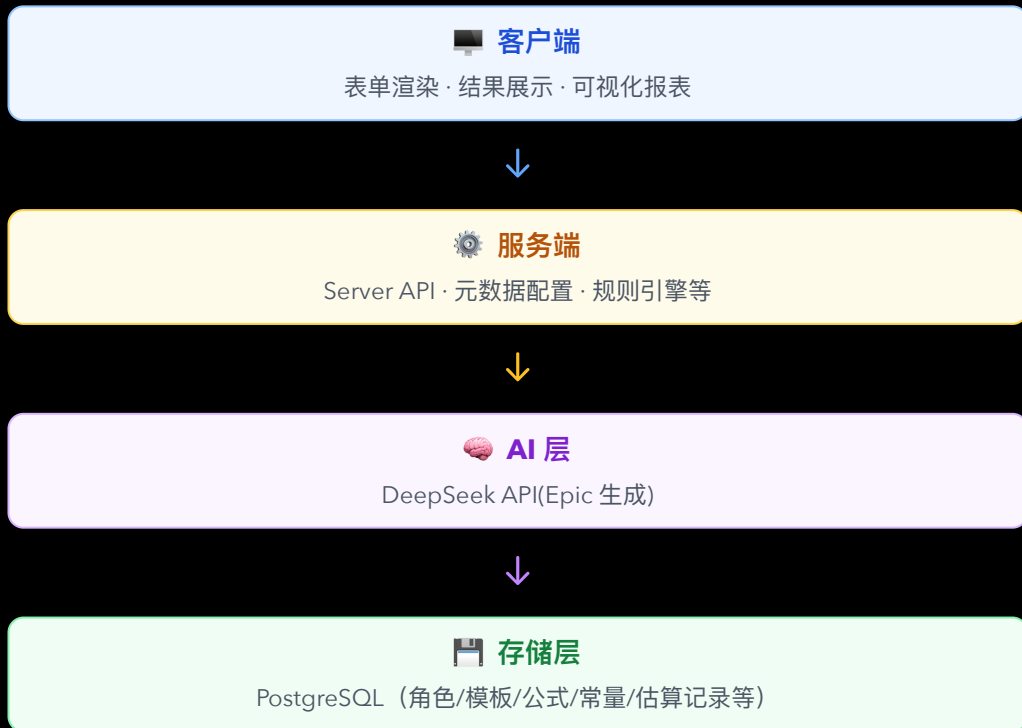 客户端
表单渲染 · 结果展示 · 可视化报表
服务端
Server API · 元数据配置 · 规则引擎等
AI 层
DeepSeek API(Epic 生成)
存储层
PostgreSQL（角色/模板/公式/常量/估算记录等）